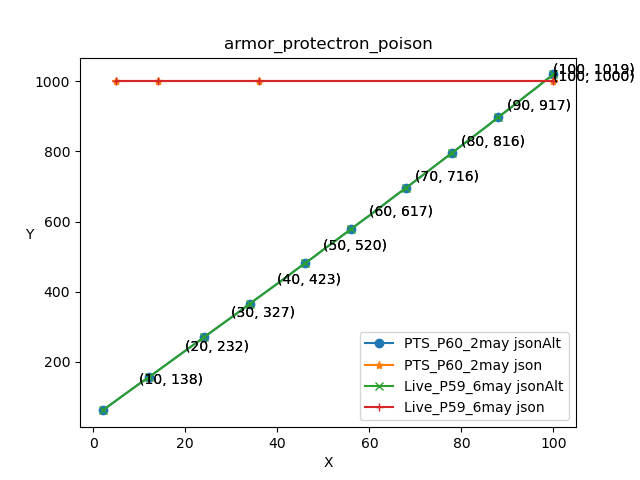 armor_protectron_poison
(100, 1019)
(100, 1000)
(90, 917)
(80, 816)
(70, 716)
(60, 617)
(50, 520)
(40, 423)
(30, 327)
(20, 232)
(10, 138)
1000
800
600
400
200
Y
PTS_P60_2may jsonAlt
PTS_P60_2may json
Live_P59_6may jsonAlt
Live_P59_6may json
0 20 40 60 80 100
X